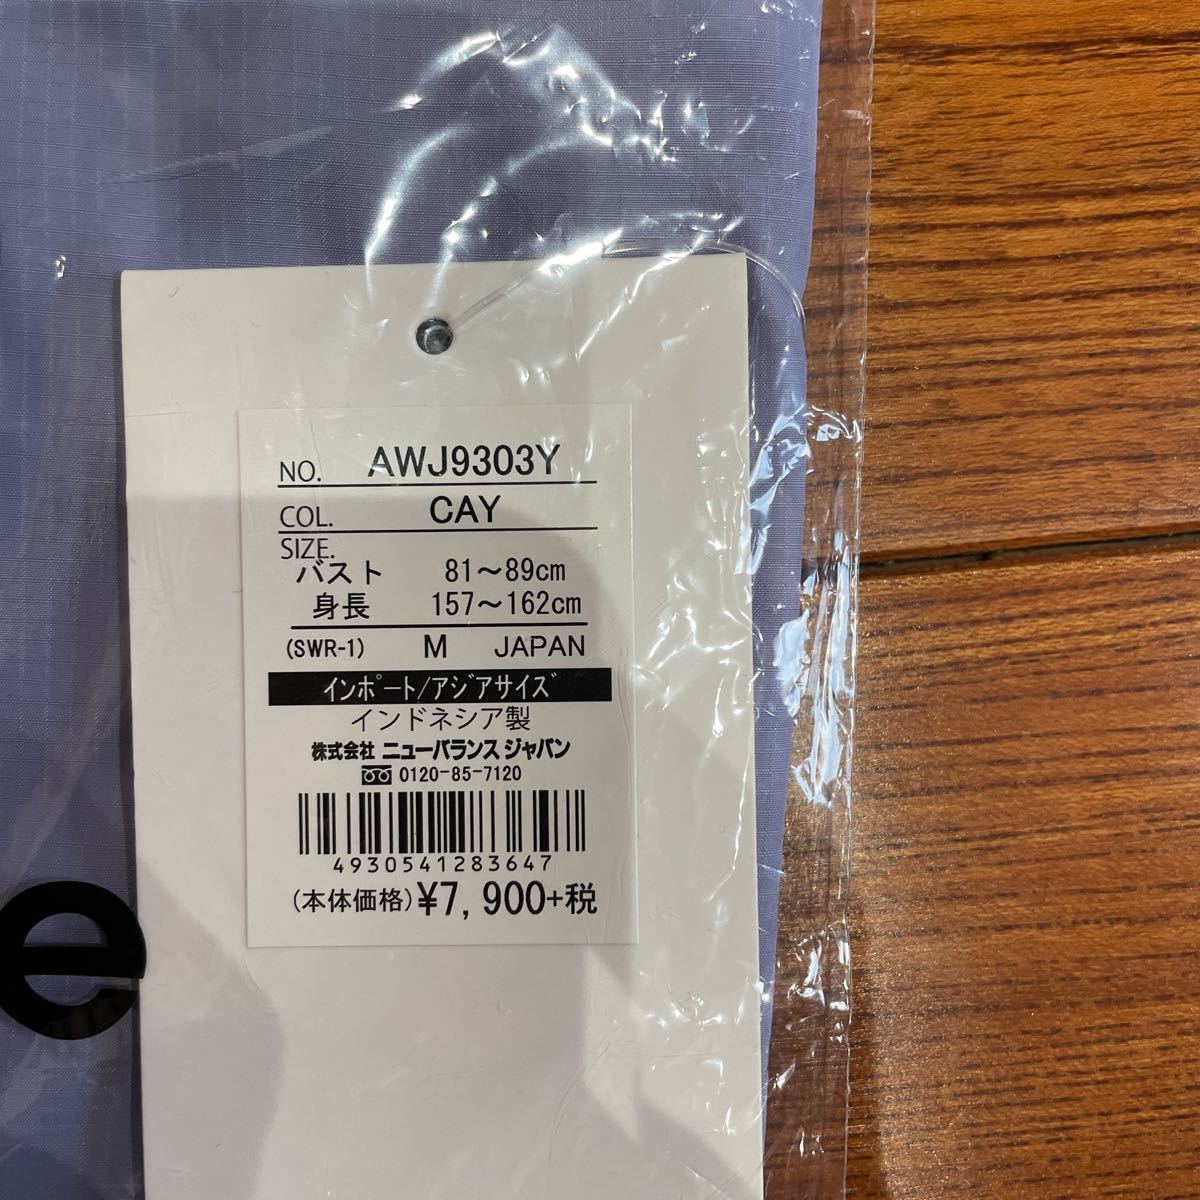 NO. AWJ9303Y
COL. CAY
SIZE.
バスト 81～89cm
身長 157～162cm
(SWR-1) M JAPAN
インポート/アジアサイズ
インドネシア製
株式会社 ニューバランス ジャパン
0120-85-7120
4930541283647
(本体価格)¥7,900+税
e